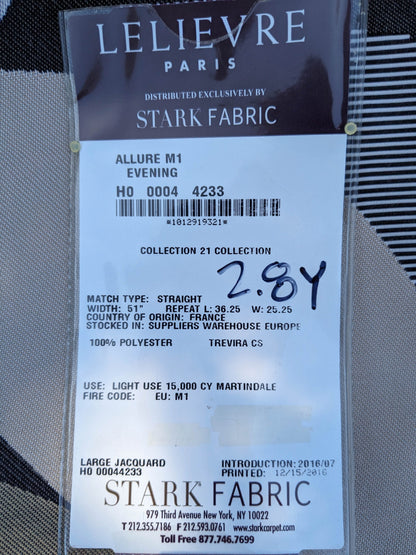 LELIEVRE
PARIS
DISTRIBUTED EXCLUSIVELY BY
STARK FABRIC
ALLURE M1
EVENING
H0 0004 4233
*1012919321*
COLLECTION 21 COLLECTION
2.8Y
MATCH TYPE: STRAIGHT
WIDTH: 51" REPEAT L: 36.25 W: 25.25
COUNTRY OF ORIGIN: FRANCE
STOCKED IN: SUPPLIERS WAREHOUSE EUROPE
100% POLYESTER TREVIRA CS
USE: LIGHT USE 15,000 CY MARTINDALE
FIRE CODE: EU: M1
LARGE JACQUARD INTRODUCTION: 2016/07
H0 00044233 PRINTED: 12/15/2016
STARK FABRIC
979 Third Avenue New York, NY 10022
T 212.355.7186 F 212.593.0761 www.starkcarpet.com
Toll Free 877.746.7699